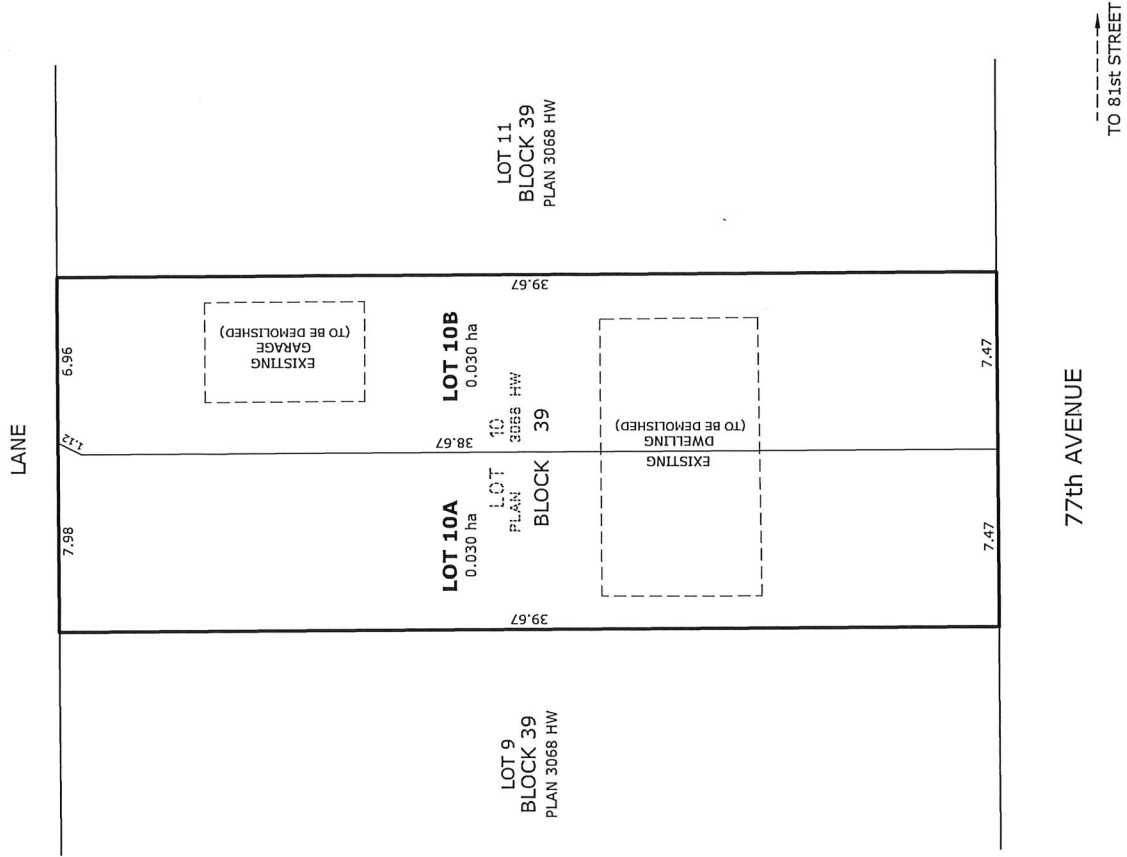 LANE
7.98
1.12
6.96
LOT 9
BLOCK 39
PLAN 3068 HW
39.67
LOT 10A
0.030 ha
38.67
LOT 10B
0.030 ha
LOT 10
PLAN 3068 HW
BLOCK 39
39.67
EXISTING
GARAGE
(TO BE DEMOLISHED)
EXISTING
DWELLING
(TO BE DEMOLISHED)
LOT 11
BLOCK 39
PLAN 3068 HW
7.47
7.47
77th AVENUE
TO 81st STREET